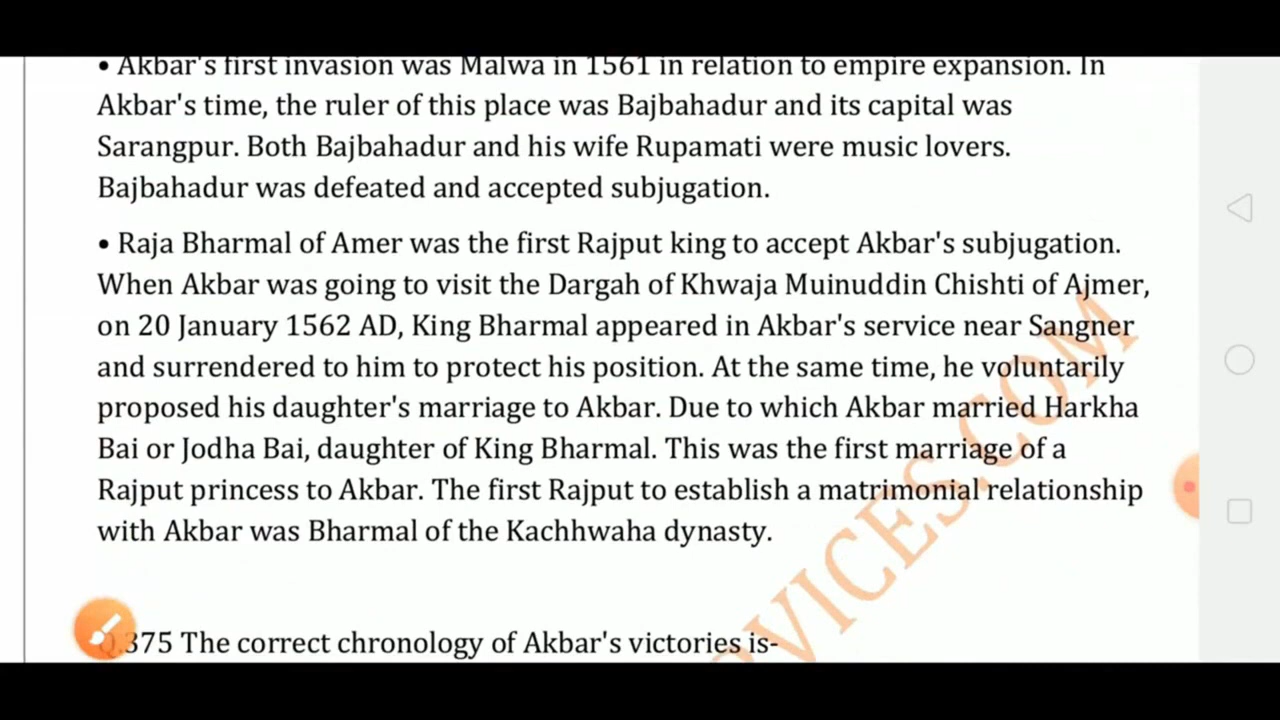 • Akbar's first invasion was Malwa in 1561 in relation to empire expansion. In
Akbar's time, the ruler of this place was Bajbahadur and its capital was
Sarangpur. Both Bajbahadur and his wife Rupamati were music lovers.
Bajbahadur was defeated and accepted subjugation.
• Raja Bharmal of Amer was the first Rajput king to accept Akbar's subjugation.
When Akbar was going to visit the Dargah of Khwaja Muinuddin Chishti of Ajmer,
on 20 January 1562 AD, King Bharmal appeared in Akbar's service near Sangner
and surrendered to him to protect his position. At the same time, he voluntarily
proposed his daughter's marriage to Akbar. Due to which Akbar married Harkha
Bai or Jodha Bai, daughter of King Bharmal. This was the first marriage of a
Rajput princess to Akbar. The first Rajput to establish a matrimonial relationship
with Akbar was Bharmal of the Kachhwaha dynasty.
Q.375 The correct chronology of Akbar's victories is-
VICES.COM